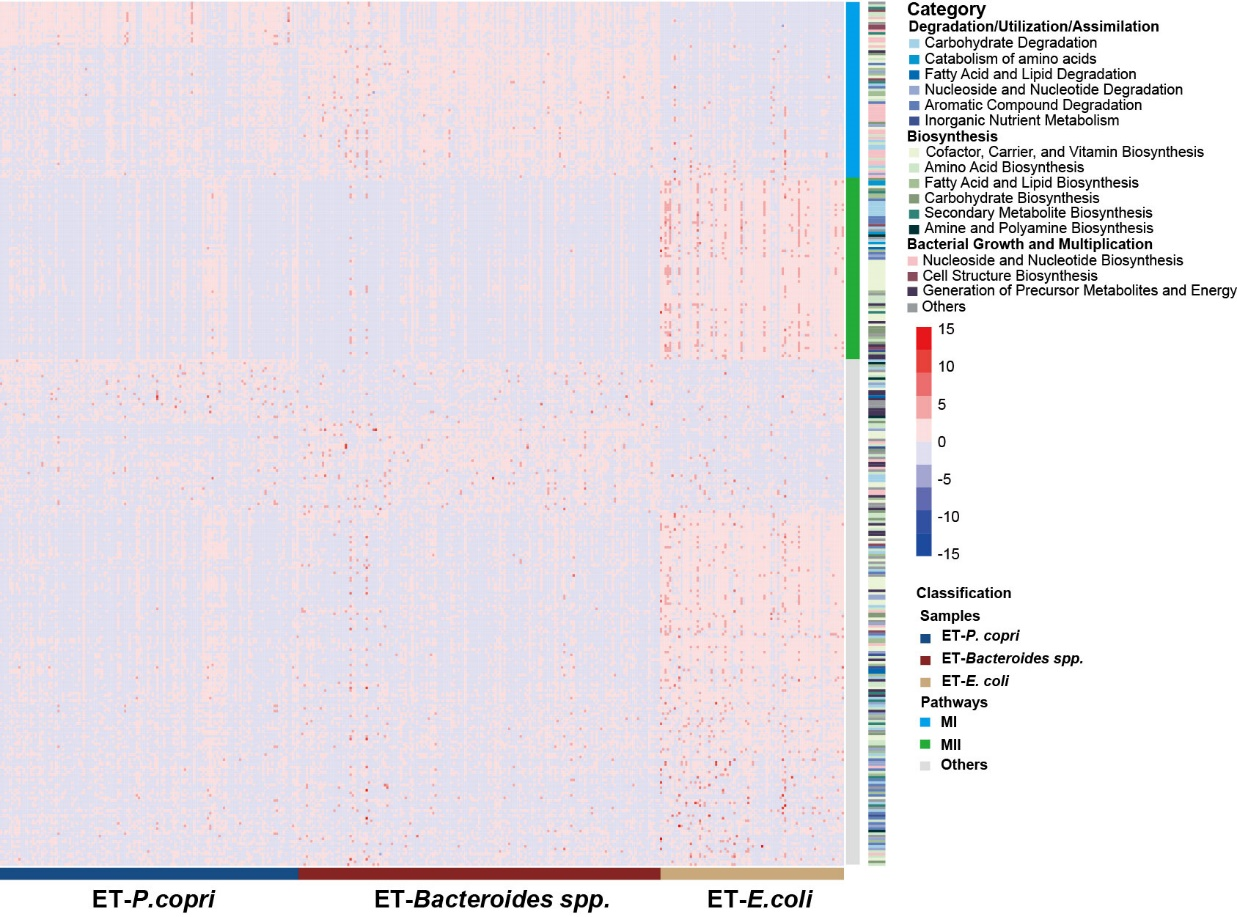 Category
Degradation/Utilization/Assimilation
Carbohydrate Degradation
Catabolism of amino acids
Fatty Acid and Lipid Degradation
Nucleoside and Nucleotide Degradation
Aromatic Compound Degradation
Inorganic Nutrient Metabolism
Biosynthesis
Cofactor, Carrier, and Vitamin Biosynthesis
Amino Acid Biosynthesis
Fatty Acid and Lipid Biosynthesis
Carbohydrate Biosynthesis
Secondary Metabolite Biosynthesis
Amine and Polyamine Biosynthesis
Bacterial Growth and Multiplication
Nucleoside and Nucleotide Biosynthesis
Cell Structure Biosynthesis
Generation of Precursor Metabolites and Energy
Others
15
10
5
0
-5
-10
-15
Classification
Samples
ET-P. copri
ET-Bacteroides spp.
ET-E. coli
Pathways
MI
MII
Others
ET-P.copri ET-Bacteroides spp. ET-E.coli